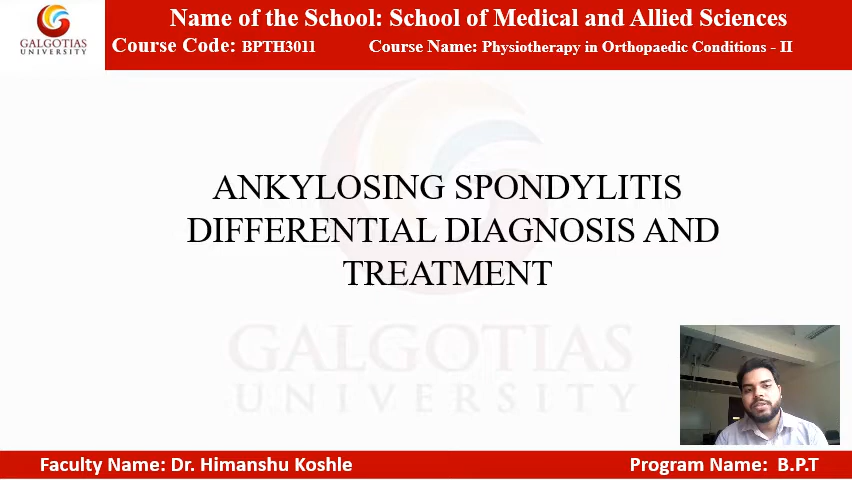 Name of the School: School of Medical and Allied Sciences
GALGOTIAS
UNIVERSITY
Course Code: BPTH3011 Course Name: Physiotherapy in Orthopaedic Conditions - II
ANKYLOSING SPONDYLITIS
DIFFERENTIAL DIAGNOSIS AND
TREATMENT
GALGOTIAS
UNIVERSITY
Faculty Name: Dr. Himanshu Koshle Program Name: B.P.T